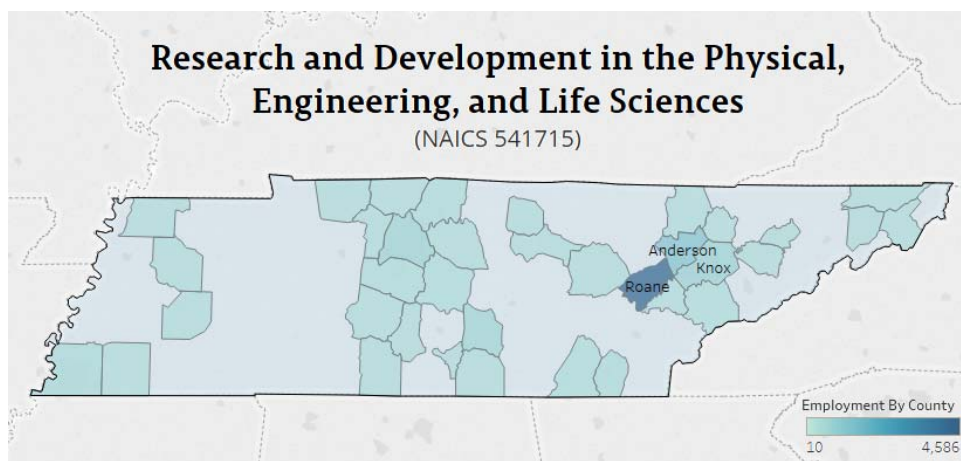 Research and Development in the Physical,
Engineering, and Life Sciences
(NAICS 541715)
Anderson
Knox
Roane
Employment By County
10 4,586